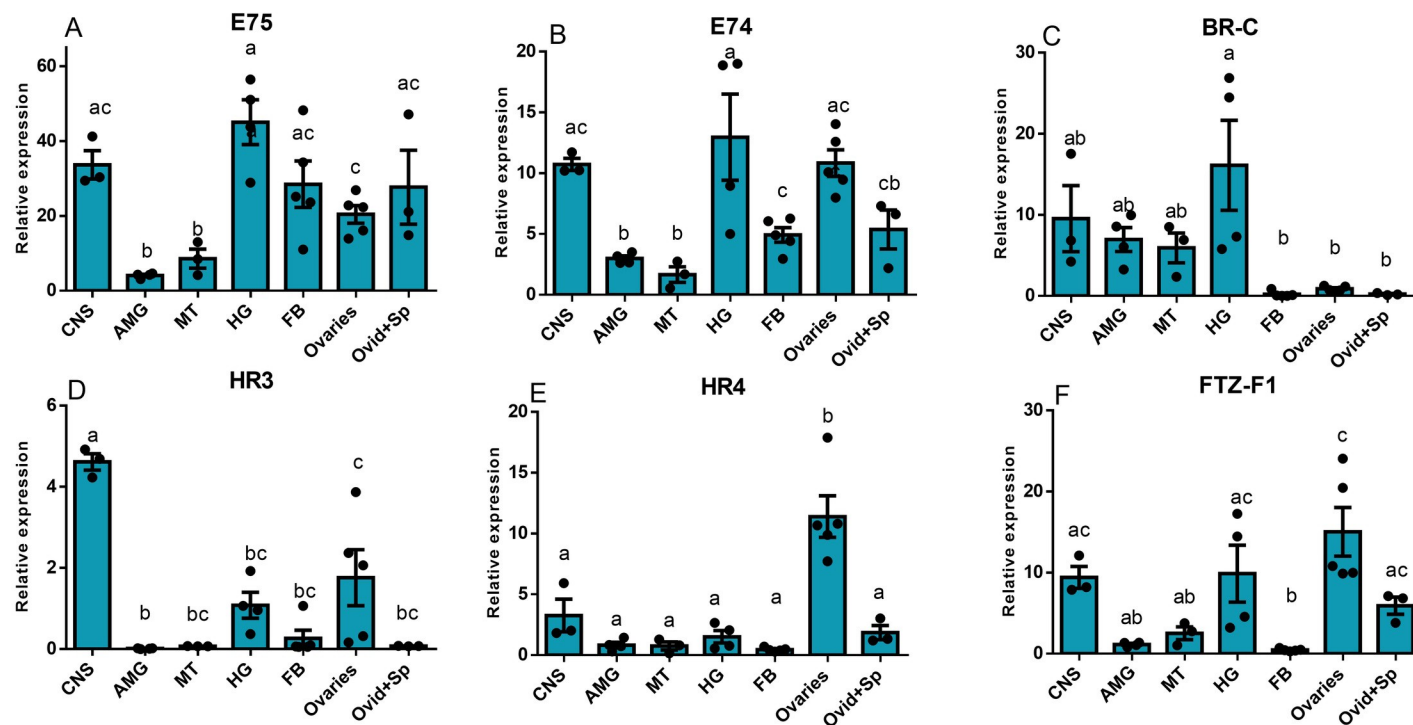 A
E75
Relative expression
60
40
20
0
ac
b
b
a
a
ac
c
ac
CNS
AMG
MT
HG
FB
Ovaries
Ovid+Sp
B
E74
Relative expression
20
15
10
5
0
ac
b
b
a
c
ac
cb
CNS
AMG
MT
HG
FB
Ovaries
Ovid+Sp
C
BR-C
Relative expression
30
20
10
0
ab
ab
ab
a
b
b
b
CNS
AMG
MT
HG
FB
Ovaries
Ovid+Sp
D
HR3
Relative expression
6
4
2
0
a
b
bc
bc
bc
c
bc
CNS
AMG
MT
HG
FB
Ovaries
Ovid+Sp
E
HR4
Relative expression
20
15
10
5
0
a
a
a
a
a
b
a
CNS
AMG
MT
HG
FB
Ovaries
Ovid+Sp
F
FTZ-F1
Relative expression
30
20
10
0
ac
ab
ab
ac
b
c
ac
CNS
AMG
MT
HG
FB
Ovaries
Ovid+Sp